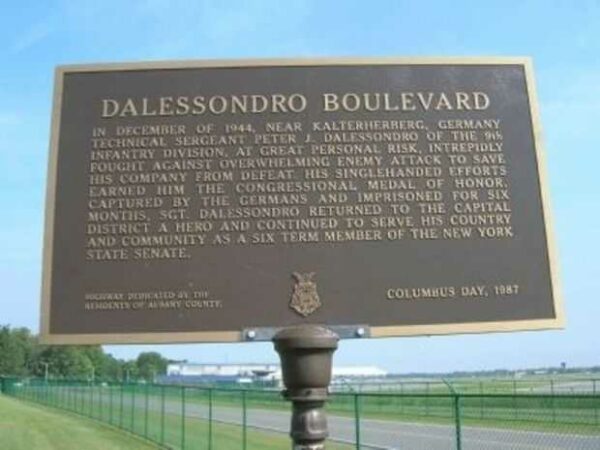 DALESSONDRO BOULEVARD
IN DECEMBER OF 1944, NEAR KALTERHERBERG, GERMANY
TECHNICAL SERGEANT PETER J. DALESSONDRO OF THE 9th
INFANTRY DIVISION, AT GREAT PERSONAL RISK, INTREPIDLY
FOUGHT AGAINST OVERWHELMING ENEMY ATTACK TO SAVE
HIS COMPANY FROM DEFEAT. HIS SINGLEHANDED EFFORTS
EARNED HIM THE CONGRESSIONAL MEDAL OF HONOR.
CAPTURED BY THE GERMANS AND IMPRISONED FOR SIX
MONTHS, SGT. DALESSONDRO RETURNED TO THE CAPITAL
DISTRICT A HERO AND CONTINUED TO SERVE HIS COUNTRY
AND COMMUNITY AS A SIX TERM MEMBER OF THE NEW YORK
STATE SENATE.
HIGHWAY DEDICATED BY THE
RESIDENTS OF ALBANY COUNTY.
COLUMBUS DAY, 1987